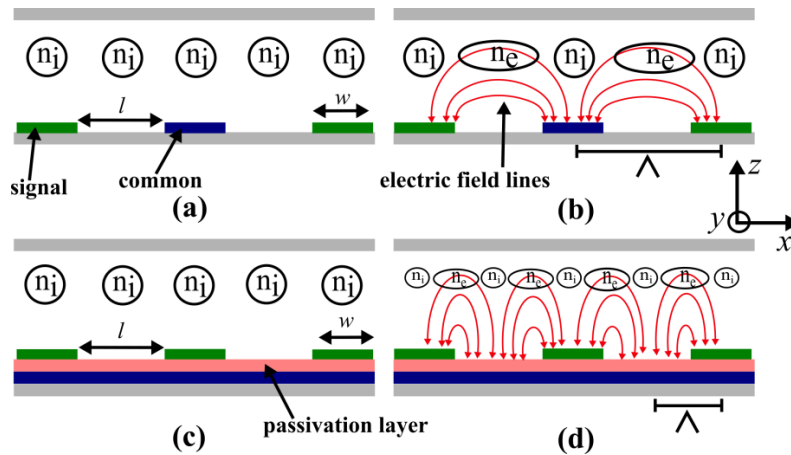 n_i n_i n_i n_i n_i
l
w
signal
common
(a)
n_i n_e n_i n_e n_i
electric field lines
Λ
(b)
z
y
x
n_i n_i n_i n_i n_i
l
w
passivation layer
(c)
n_i n_e n_i n_e n_i n_e n_i n_e n_i
Λ
(d)